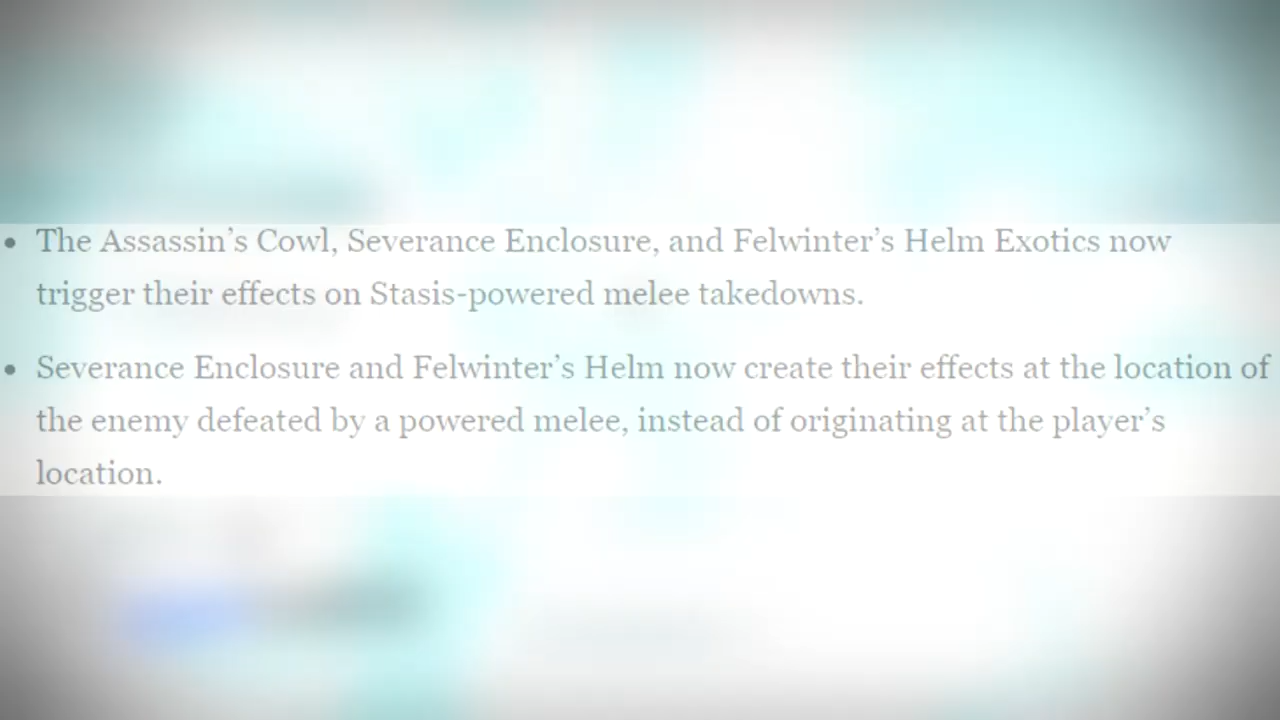 • The Assassin’s Cowl, Severance Enclosure, and Felwinter’s Helm Exotics now
trigger their effects on Stasis-powered melee takedowns.
• Severance Enclosure and Felwinter’s Helm now create their effects at the location of
the enemy defeated by a powered melee, instead of originating at the player’s
location.